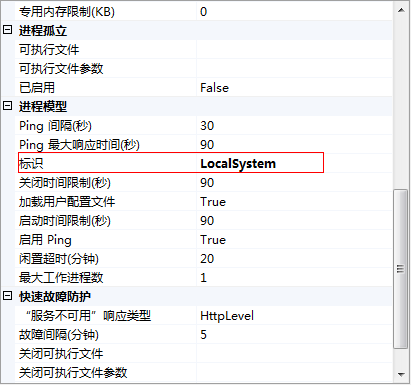 专用内存限制(KB) 0
进程孤立
可执行文件
可执行文件参数
已启用 False
进程模型
Ping 间隔(秒) 30
Ping 最大响应时间(秒) 90
标识 LocalSystem
关闭时间限制(秒) 90
加载用户配置文件 True
启动时间限制(秒) 90
启用 Ping True
闲置超时(分钟) 20
最大工作进程数 1
快速故障防护
“服务不可用”响应类型 HttpLevel
故障间隔(分钟) 5
关闭可执行文件
关闭可执行文件参数